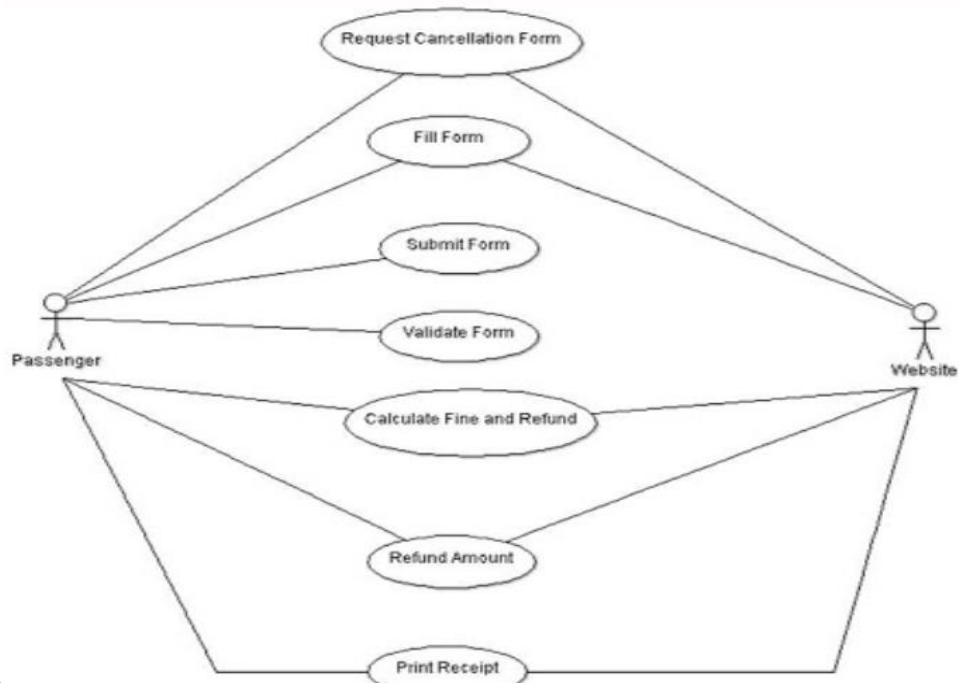 Request Cancellation Form
Fill Form
Submit Form
Validate Form
Passenger
Website
Calculate Fine and Refund
Refund Amount
Print Receipt